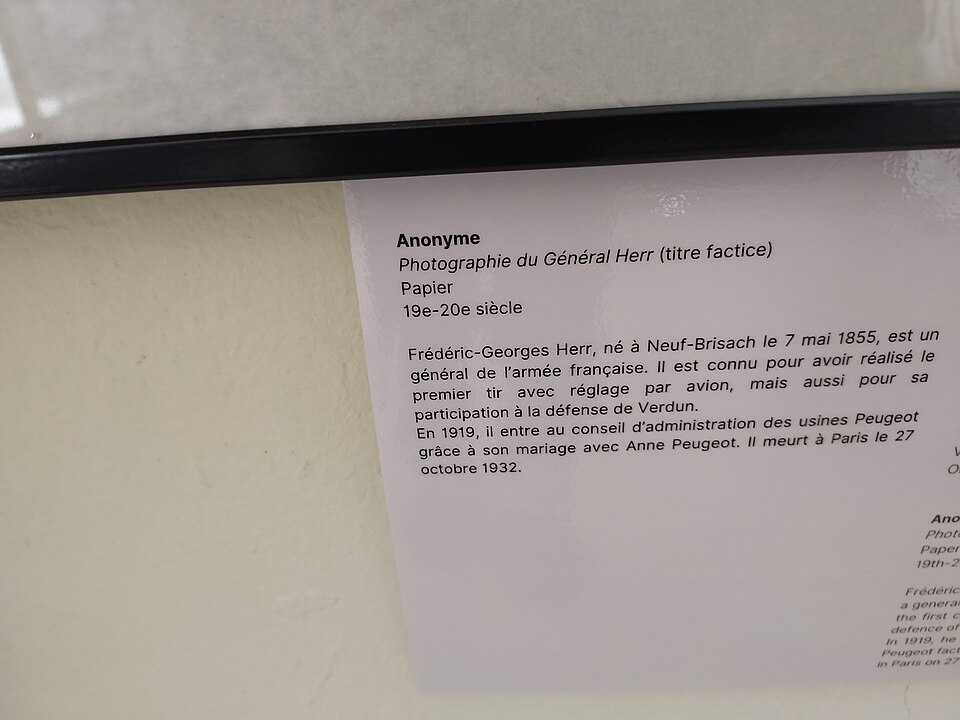 Anonyme
Photographie du Général Herr (titre factice)
Papier
19e-20e siècle
Frédéric-Georges Herr, né à Neuf-Brisach le 7 mai 1855, est un
général de l'armée française. Il est connu pour avoir réalisé le
premier tir avec réglage par avion, mais aussi pour sa
participation à la défense de Verdun.
En 1919, il entre au conseil d'administration des usines Peugeot
grâce à son mariage avec Anne Peugeot. Il meurt à Paris le 27
octobre 1932.
Paper
19th-2
a general
the first c
defence of
In 1919, he
Peugeot fact
in Paris on 27